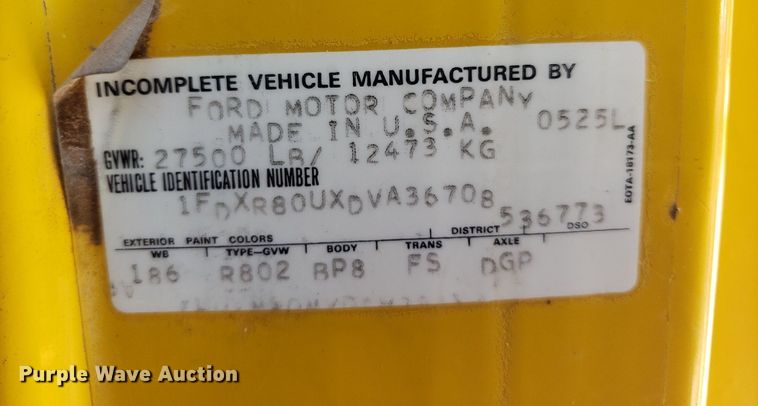 INCOMPLETE VEHICLE MANUFACTURED BY
FORD MOTOR COMPANY
MADE IN U.S.A. 0525L
GVWR: 27500 LB/ 12473 KG
VEHICLE IDENTIFICATION NUMBER
1FDXR80UXDVA36708
536773
EXTERIOR PAINT COLORS DISTRICT DSO
WB TYPE-GVW BODY TRANS AXLE
186 R802 BP8 FS DGP
EOTA-18173-AA
Purple Wave Auction